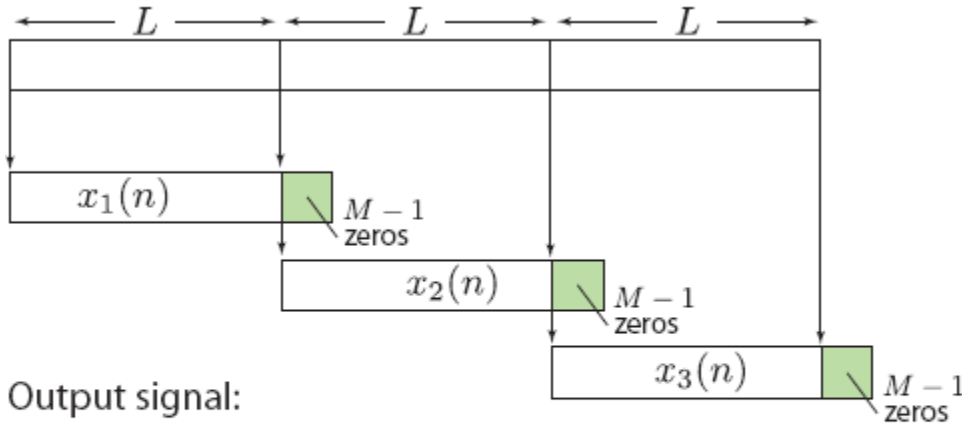 L L L
x₁(n)
M − 1
zeros
x₂(n)
M − 1
zeros
x₃(n)
M − 1
zeros
Output signal: